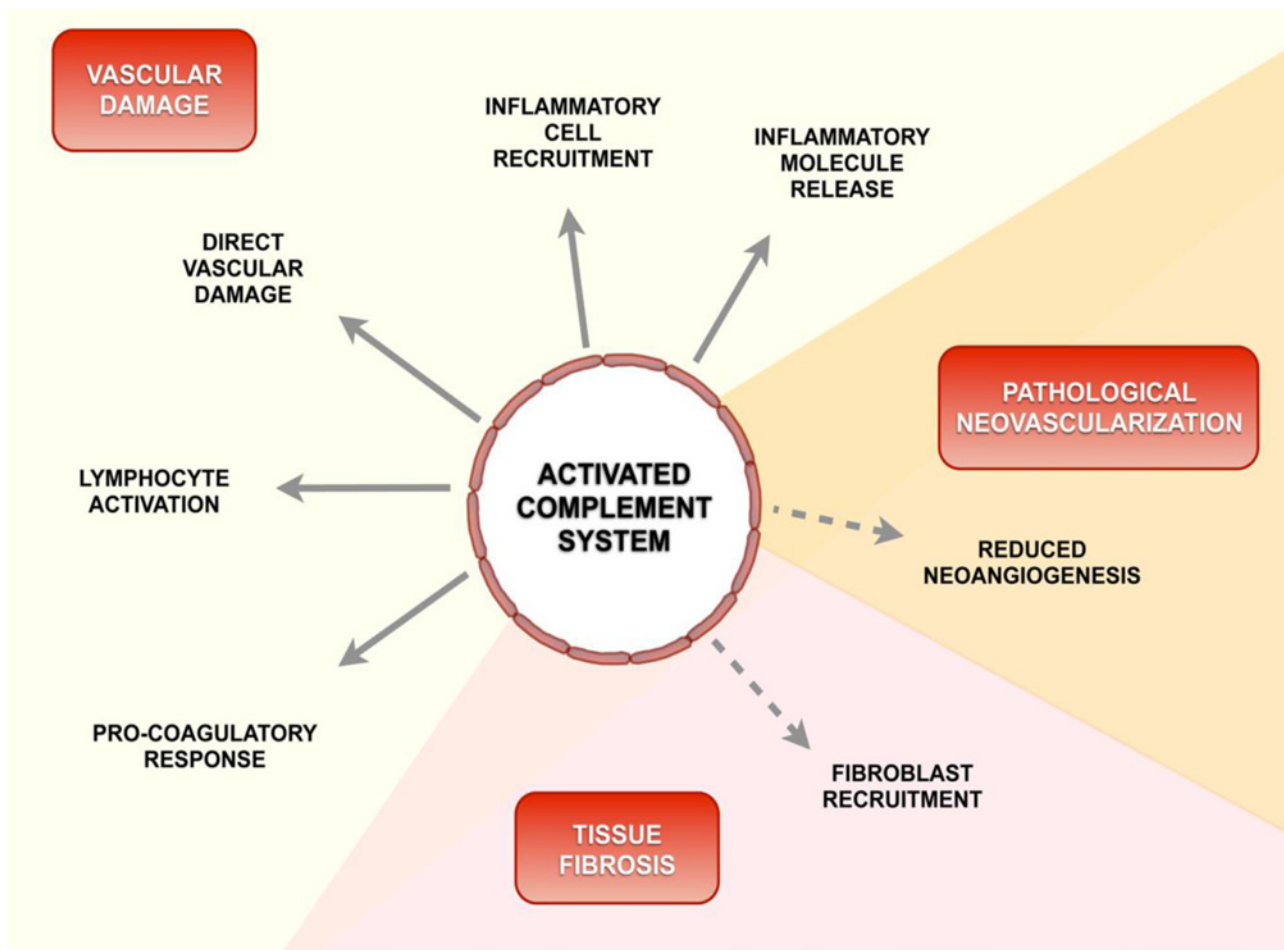 VASCULAR
DAMAGE
INFLAMMATORY
CELL
RECRUITMENT
INFLAMMATORY
MOLECULE
RELEASE
DIRECT
VASCULAR
DAMAGE
PATHOLOGICAL
NEOVASCULARIZATION
LYMPHOCYTE
ACTIVATION
ACTIVATED
COMPLEMENT
SYSTEM
REDUCED
NEOANGIOGENESIS
PRO-COAGULATORY
RESPONSE
FIBROBLAST
RECRUITMENT
TISSUE
FIBROSIS